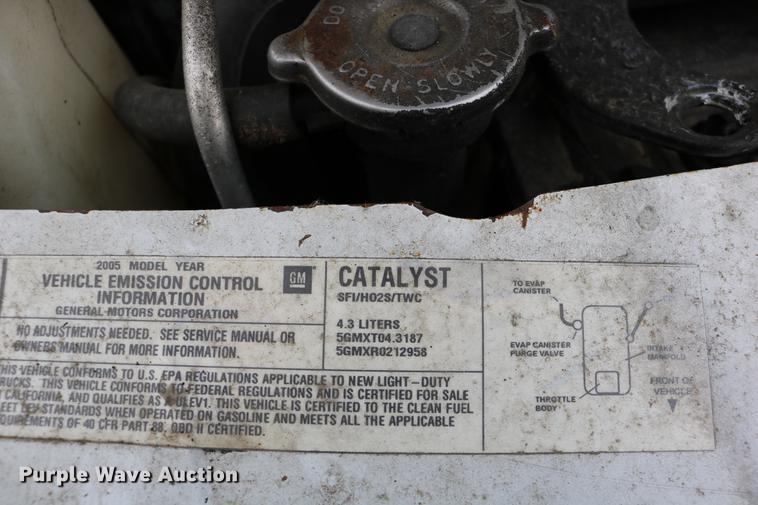 DO
OPEN SLOWLY
2005 MODEL YEAR
VEHICLE EMISSION CONTROL
INFORMATION
GENERAL MOTORS CORPORATION
GM
NO ADJUSTMENTS NEEDED. SEE SERVICE MANUAL OR
OWNERS MANUAL FOR MORE INFORMATION.
THIS VEHICLE CONFORMS TO U.S. EPA REGULATIONS APPLICABLE TO NEW LIGHT-DUTY
TRUCKS. THIS VEHICLE CONFORMS TO FEDERAL REGULATIONS AND IS CERTIFIED FOR SALE
CALIFORNIA, AND QUALIFIES AS A ULEV1. THIS VEHICLE IS CERTIFIED TO THE CLEAN FUEL
STANDARDS WHEN OPERATED ON GASOLINE AND MEETS ALL THE APPLICABLE
OF 40 CFR PART 88. OBD II CERTIFIED.
CATALYST
SFI/HO2S/TWC
4.3 LITERS
5GMXT04.3187
5GMXR0212958
TO EVAP
CANISTER
EVAP CANISTER
PURGE VALVE
INTAKE
MANIFOLD
THROTTLE
BODY
FRONT OF
VEHICLE
Purple Wave Auction